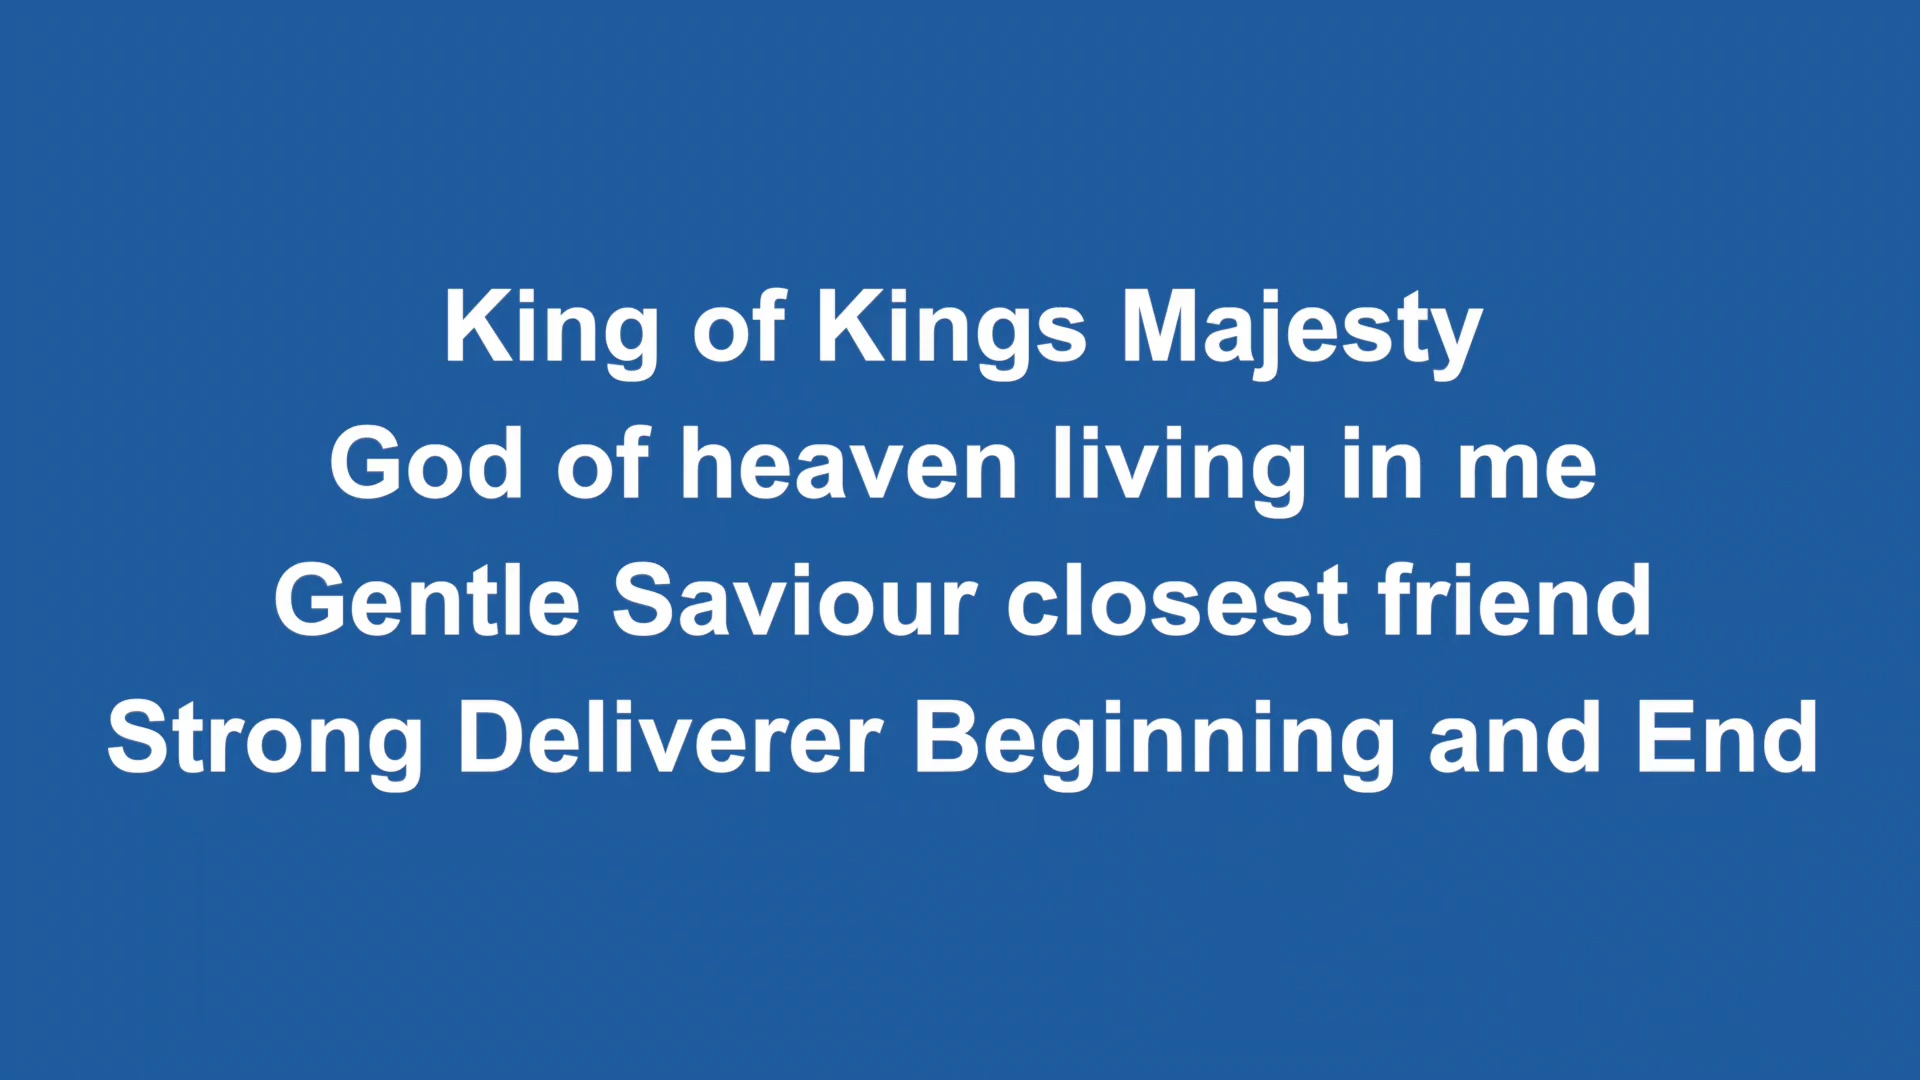 King of Kings Majesty
God of heaven living in me
Gentle Saviour closest friend
Strong Deliverer Beginning and End